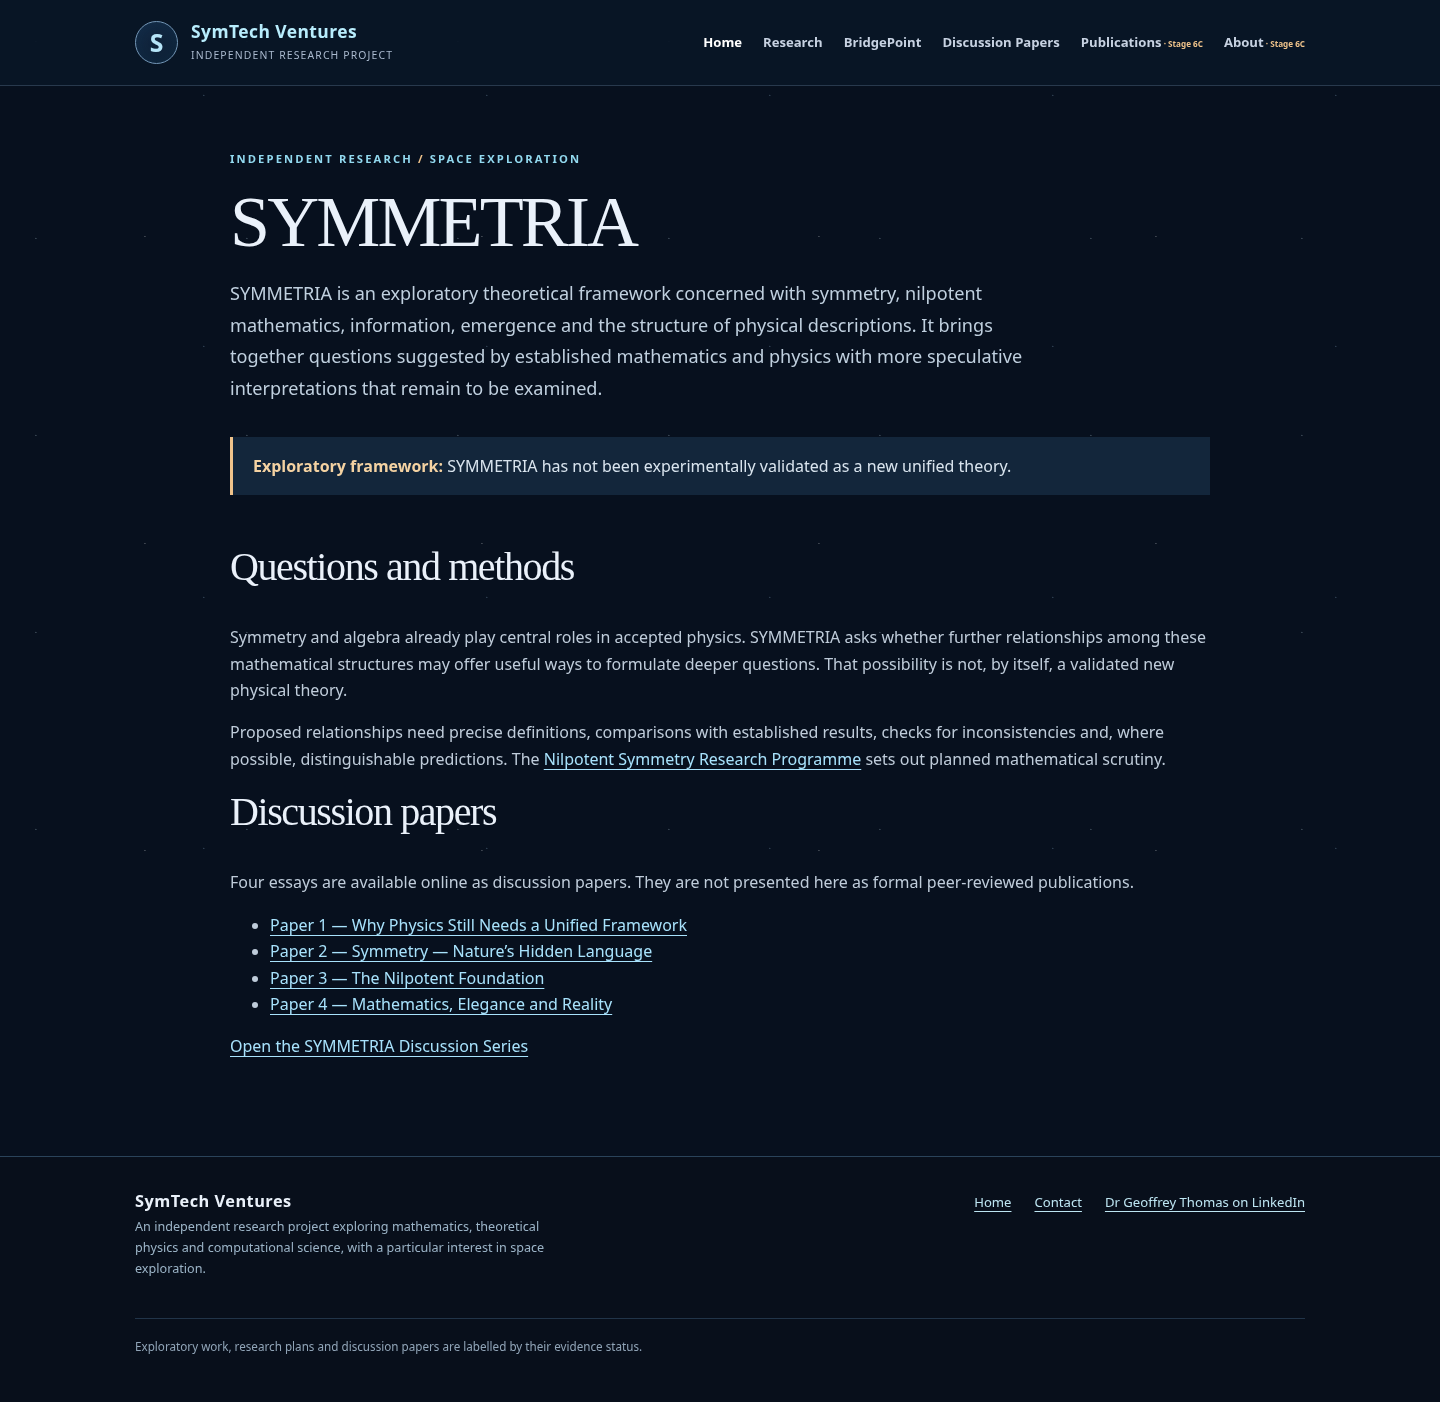 S
SymTech Ventures
INDEPENDENT RESEARCH PROJECT
Home Research BridgePoint Discussion Papers Publications · Stage 6C About · Stage 6C
INDEPENDENT RESEARCH / SPACE EXPLORATION
SYMMETRIA
SYMMETRIA is an exploratory theoretical framework concerned with symmetry, nilpotent
mathematics, information, emergence and the structure of physical descriptions. It brings
together questions suggested by established mathematics and physics with more speculative
interpretations that remain to be examined.
Exploratory framework: SYMMETRIA has not been experimentally validated as a new unified theory.
Questions and methods
Symmetry and algebra already play central roles in accepted physics. SYMMETRIA asks whether further relationships among these
mathematical structures may offer useful ways to formulate deeper questions. That possibility is not, by itself, a validated new
physical theory.
Proposed relationships need precise definitions, comparisons with established results, checks for inconsistencies and, where
possible, distinguishable predictions. The Nilpotent Symmetry Research Programme sets out planned mathematical scrutiny.
Discussion papers
Four essays are available online as discussion papers. They are not presented here as formal peer-reviewed publications.
• Paper 1 — Why Physics Still Needs a Unified Framework
• Paper 2 — Symmetry — Nature’s Hidden Language
• Paper 3 — The Nilpotent Foundation
• Paper 4 — Mathematics, Elegance and Reality
Open the SYMMETRIA Discussion Series
SymTech Ventures
An independent research project exploring mathematics, theoretical
physics and computational science, with a particular interest in space
exploration.
Home Contact Dr Geoffrey Thomas on LinkedIn
Exploratory work, research plans and discussion papers are labelled by their evidence status.